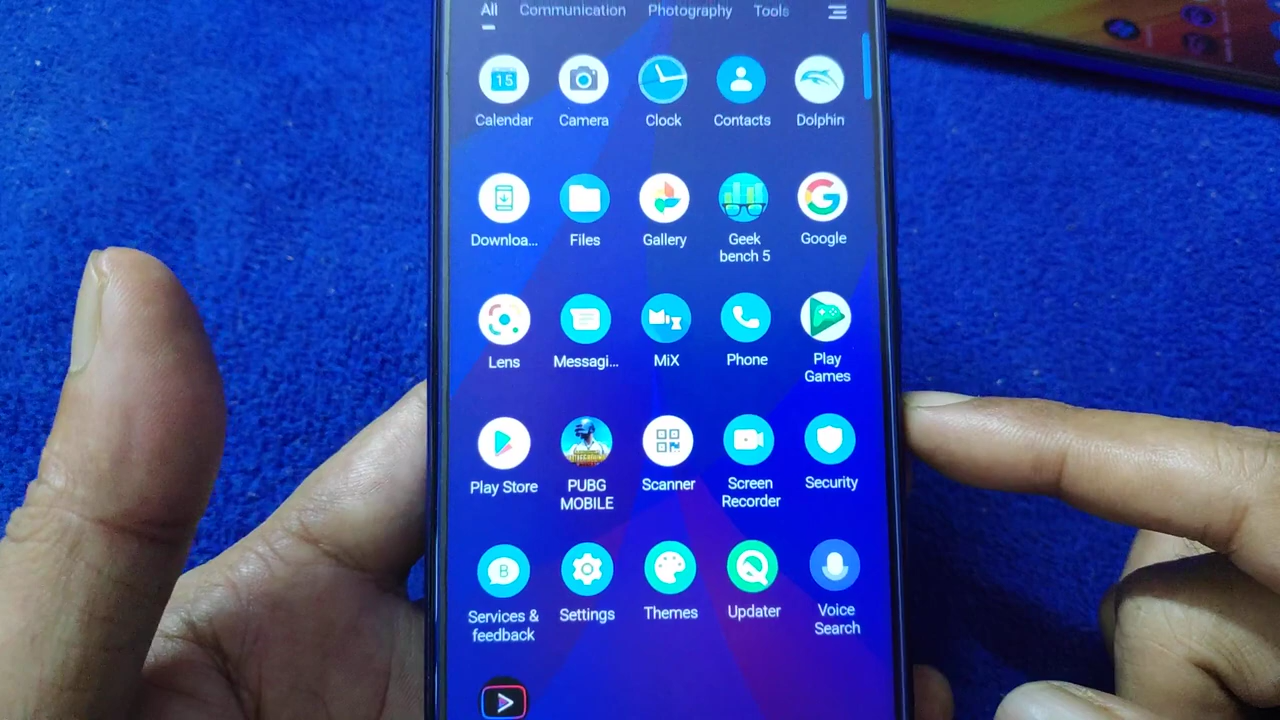 All Communication Photography Tools
15
Calendar Camera Clock Contacts Dolphin
Downloa... Files Gallery Geek Google
bench 5
Lens Messagi... MiX Phone Play
Games
Play Store PUBG Scanner Screen Security
MOBILE Recorder
B
Services & Settings Themes Updater Voice
feedback Search